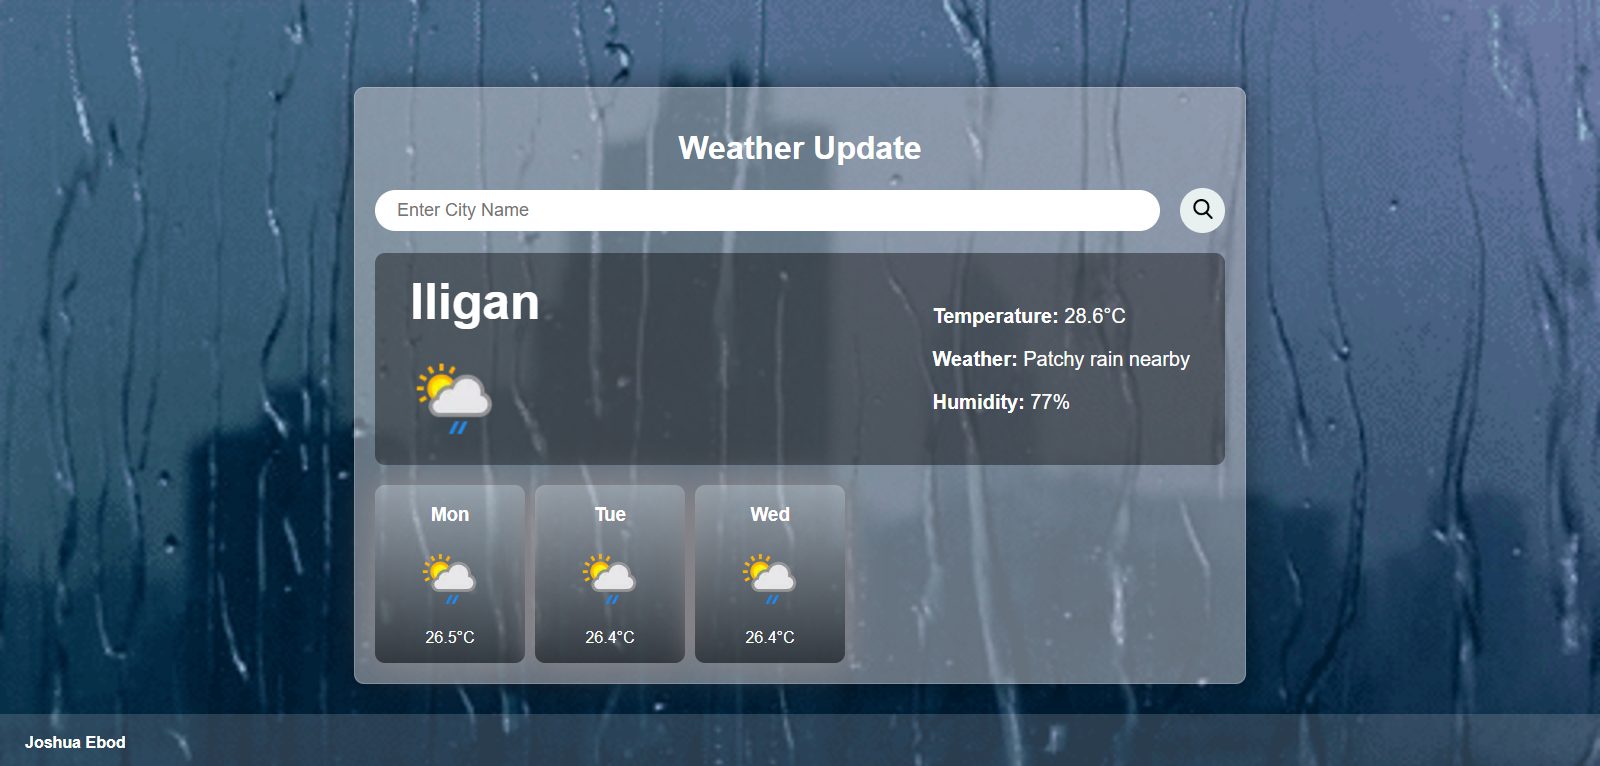 Weather Update
Enter City Name
Iligan
Temperature: 28.6°C
Weather: Patchy rain nearby
Humidity: 77%
Mon
Tue
Wed
26.5°C
26.4°C
26.4°C
Joshua Ebod